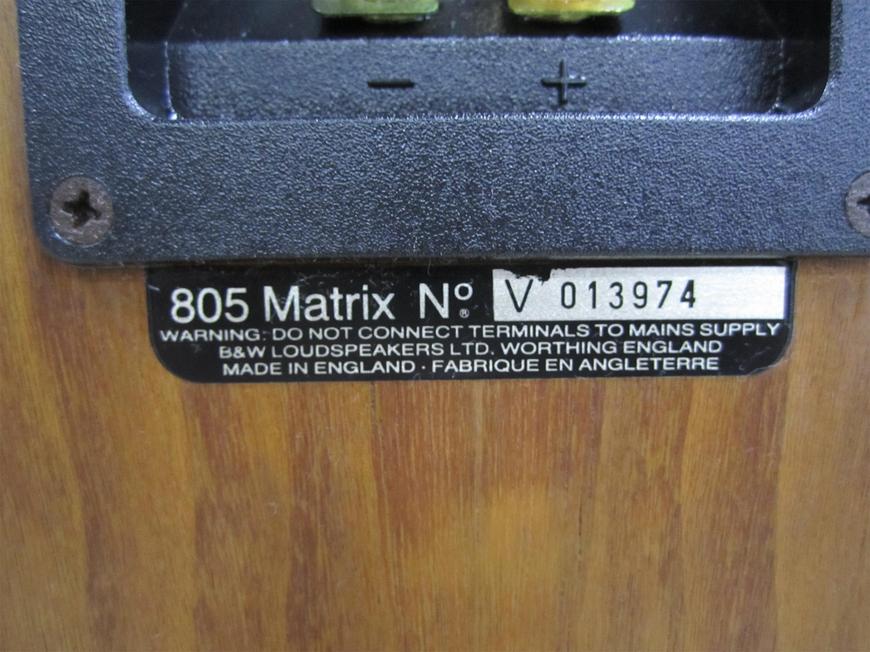 − +
805 Matrix Nº ® V 013974
WARNING: DO NOT CONNECT TERMINALS TO MAINS SUPPLY
B&W LOUDSPEAKERS LTD. WORTHING ENGLAND
MADE IN ENGLAND · FABRIQUE EN ANGLETERRE